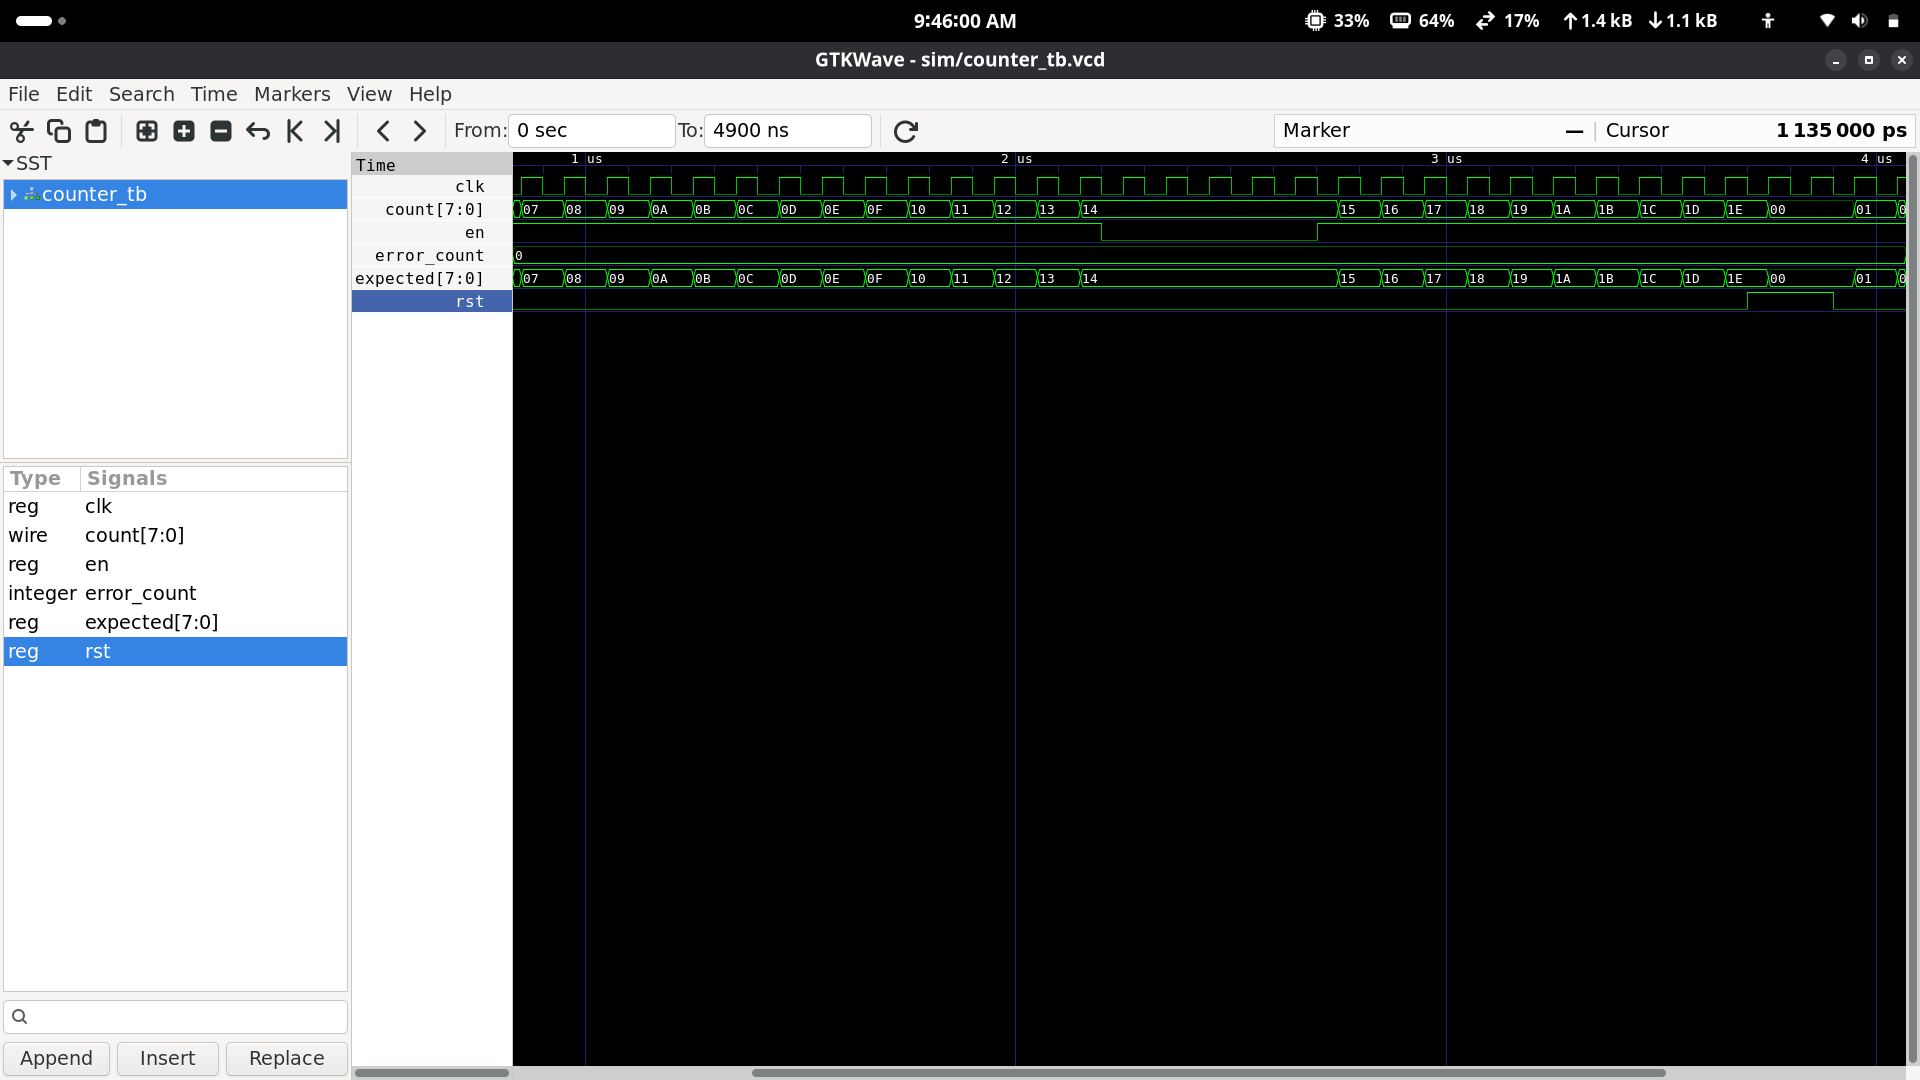 9:46:00 AM 33% 64% 17% 1.4 kB 1.1 kB
GTKWave - sim/counter_tb.vcd
File Edit Search Time Markers View Help
From: 0 sec To: 4900 ns Marker — | Cursor 1 135 000 ps
SST
counter_tb
Type Signals
reg clk
wire count[7:0]
reg en
integer error_count
reg expected[7:0]
reg rst
Append Insert Replace
Time 1 us 2 us 3 us 4 us
clk
count[7:0] 07 08 09 0A 0B 0C 0D 0E 0F 10 11 12 13 14 15 16 17 18 19 1A 1B 1C 1D 1E 00 01
en
error_count 0
expected[7:0] 07 08 09 0A 0B 0C 0D 0E 0F 10 11 12 13 14 15 16 17 18 19 1A 1B 1C 1D 1E 00 01
rst